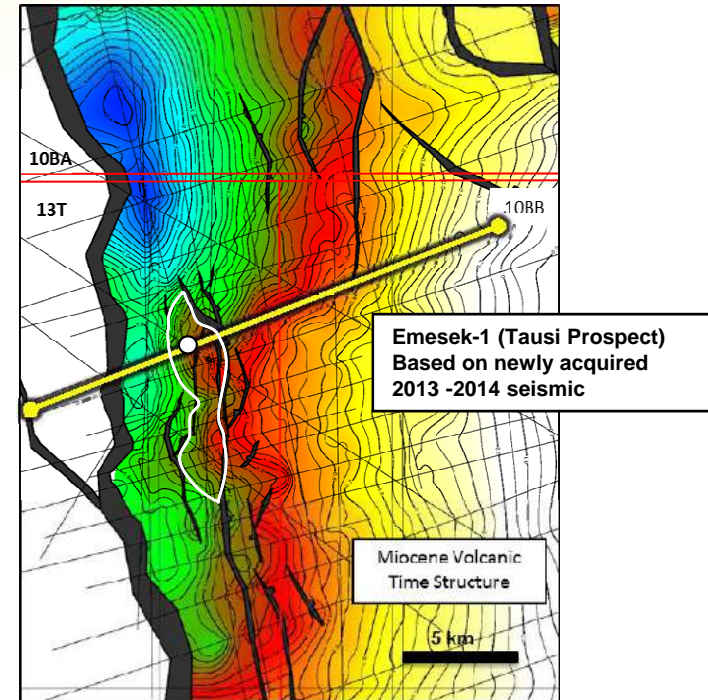 10BA
13T
10BB
Emesek-1 (Tausi Prospect)
Based on newly acquired
2013 -2014 seismic
Miocene Volcanic
Time Structure
5 km